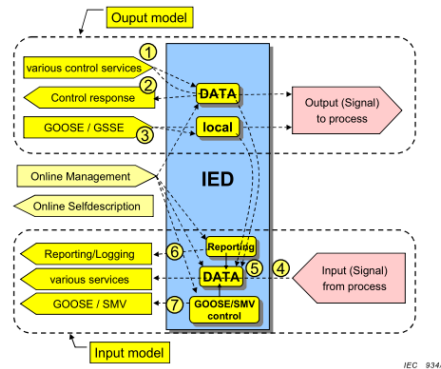 Ouput model
1
various control services
2
DATA
Control response
Output (Signal)
to process
GOOSE / GSSE
3
local
Online Management
IED
Online Selfdescription
Reporting
Reporting/Logging
6
Input (Signal)
from process
various services
DATA
5
4
GOOSE / SMV
7
GOOSE/SMV
control
Input model
IEC